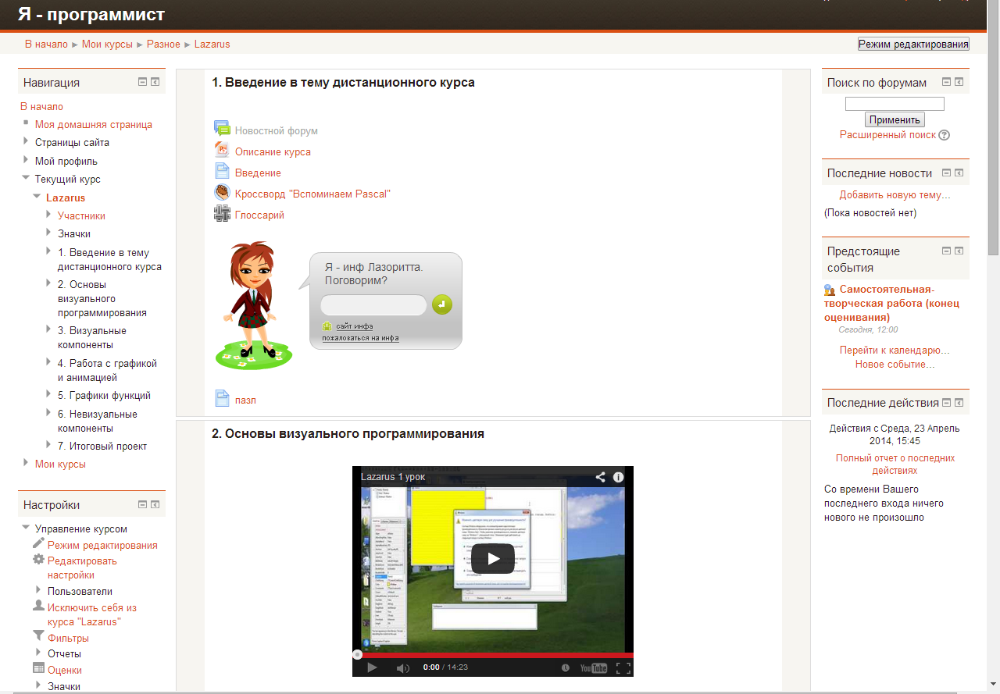 Я - программист
В начало ► Мои курсы ► Разное ► Lazarus
Режим редактирования
Навигация
В начало
Моя домашняя страница
Страницы сайта
Мой профиль
Текущий курс
Lazarus
Участники
Значки
1. Введение в тему
дистанционного курса
2. Основы
визуального
программирования
3. Визуальные
компоненты
4. Работа с графикой
и анимацией
5. Графики функций
6. Невизуальные
компоненты
7. Итоговый проект
Мои курсы
Настройки
Управление курсом
Режим редактирования
Редактировать
настройки
Пользователи
Исключить себя из
курса "Lazarus"
Фильтры
Отчеты
Оценки
Значки
1. Введение в тему дистанционного курса
Новостной форум
Описание курса
Введение
Кроссворд "Вспоминаем Pascal"
Глоссарий
Я - инф Лазоритта.
Поговорим?
сайт инфа
пожаловаться на инфа
пазл
2. Основы визуального программирования
Lazarus 1 урок
0:00 / 14:23
YouTube
Поиск по форумам
Применить
Расширенный поиск
Последние новости
Добавить новую тему...
(Пока новостей нет)
Предстоящие
события
Самостоятельная-
творческая работа (конец
оценивания)
Сегодня, 12:00
Перейти к календарю...
Новое событие...
Последние действия
Действия с Среда, 23 Апрель
2014, 15:45
Полный отчет о последних
действиях
Со времени Вашего
последнего входа ничего
нового не произошло